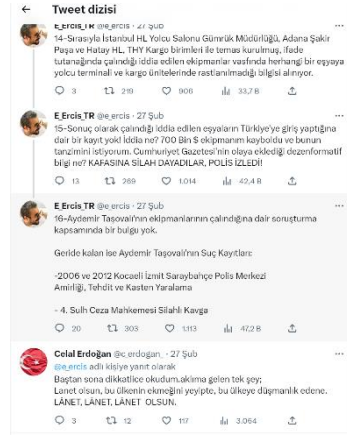 Tweet dizisi
E_Ercis_TR @e_ercis · 27 Şub
14-Sırasıyla İstanbul HL Yolcu Salonu Gümrük Müdürlüğü, Adana Şakir
Paşa ve Hatay HL, THY Kargo birimleri ile temas kurulmuş, ifade
tutanağında çalındığı iddia edilen ekipmanlar vasfında herhangi bir eşyaya
yolcu terminali ve kargo ünitelerinde rastlanılmadığı bilgisi alınıyor.
3 219 906 33,7 B
E_Ercis_TR @e_ercis · 27 Şub
15-Sonuç olarak çalındığı iddia edilen eşyaların Türkiye'ye giriş yaptığına
dair bir kayıt yok! İddia ne? 700 Bin $ ekipmanım kayboldu ve bunun
tanzimini istiyorum. Cumhuriyet Gazetesi'nin olaya eklediği dezenformatif
bilgi ne? KAFASINA SİLAH DAYADILAR, POLİS İZLEDİ!
13 269 1.014 42,4 B
E_Ercis_TR @e_ercis · 27 Şub
16-Aydemir Taşovalı'nın ekipmanlarının çalındığına dair soruşturma
kapsamında bir bulgu yok.
Geride kalan ise Aydemir Taşovalı'nın Suç Kayıtları:
-2006 ve 2012 Kocaeli İzmit Saraybahçe Polis Merkezi
Amirliği, Tehdit ve Kasten Yaralama
- 4. Sulh Ceza Mahkemesi Silahlı Kavga
20 303 1.113 47,2 B
Celal Erdoğan @c_erdogan_ · 27 Şub
@e_ercis adlı kişiye yanıt olarak
Baştan sona dikkatlice okudum.aklıma gelen tek şey;
Lanet olsun, bu ülkenin ekmeğini yeyipte, bu ülkeye düşmanlık edene.
LÂNET, LÂNET, LÂNET OLSUN.
3 12 117 3.064